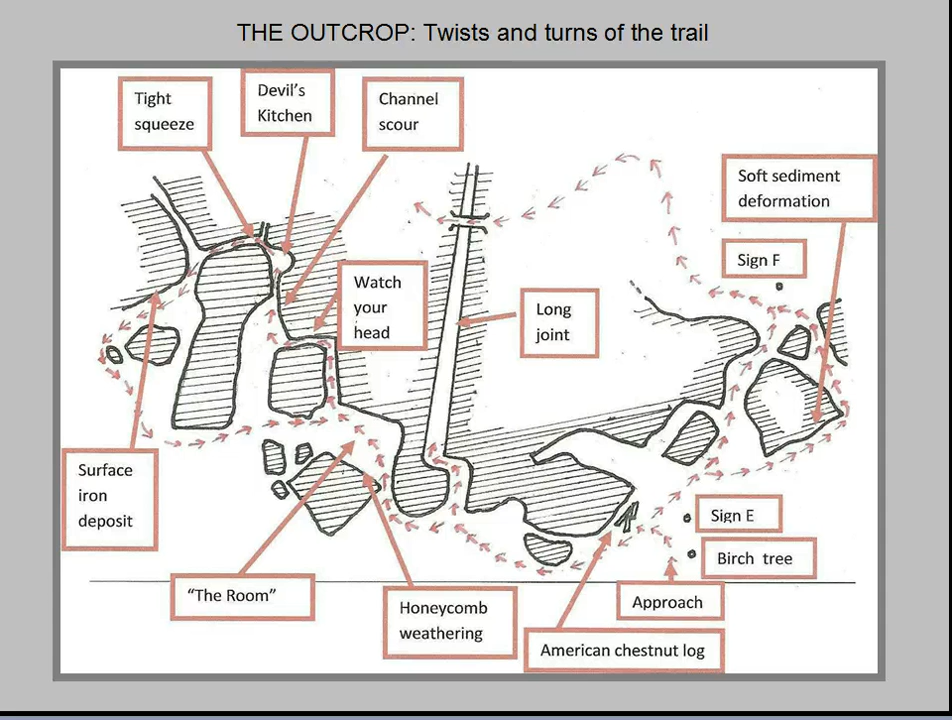 THE OUTCROP: Twists and turns of the trail
Tight
squeeze
Devil's
Kitchen
Channel
scour
Soft sediment
deformation
Sign F
Watch
your
head
Long
joint
Surface
iron
deposit
Sign E
Birch tree
"The Room"
Honeycomb
weathering
Approach
American chestnut log